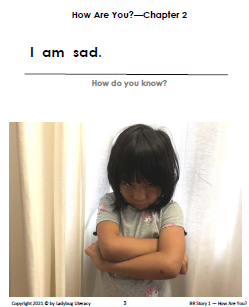 How Are You?—Chapter 2
I am sad.
How do you know?
Copyright 2021 © by Ladybug Literacy 3 BR Story 1 — How Are You?